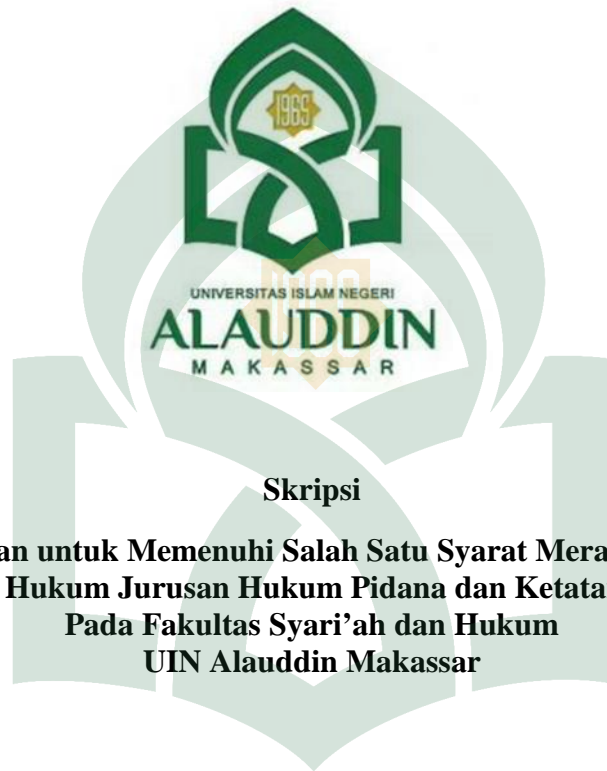 1965
UNIVERSITAS ISLAM NEGERI
ALAUDDIN
MAKASSAR
Skripsi
untuk Memenuhi Salah Satu Syarat
Hukum Jurusan Hukum Pidana dan
Pada Fakultas Syari’ah dan Hukum
UIN Alauddin Makassar